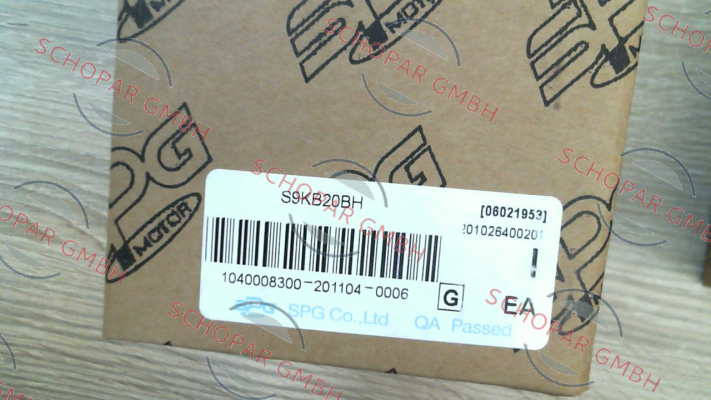 S9KB20BH
[06021953]
201026400201
1040008300-201104-0006
G
EA
SPG Co.,Ltd QA Passed
SPG
MOTOR
MOTOR
SCHOPAR GMBH
SCHOPAR GMBH
SCHOPAR GMBH
SCHOPAR GMBH
SCHOPAR GMBH
SCHOPAR GMBH
SCHOPAR GMBH